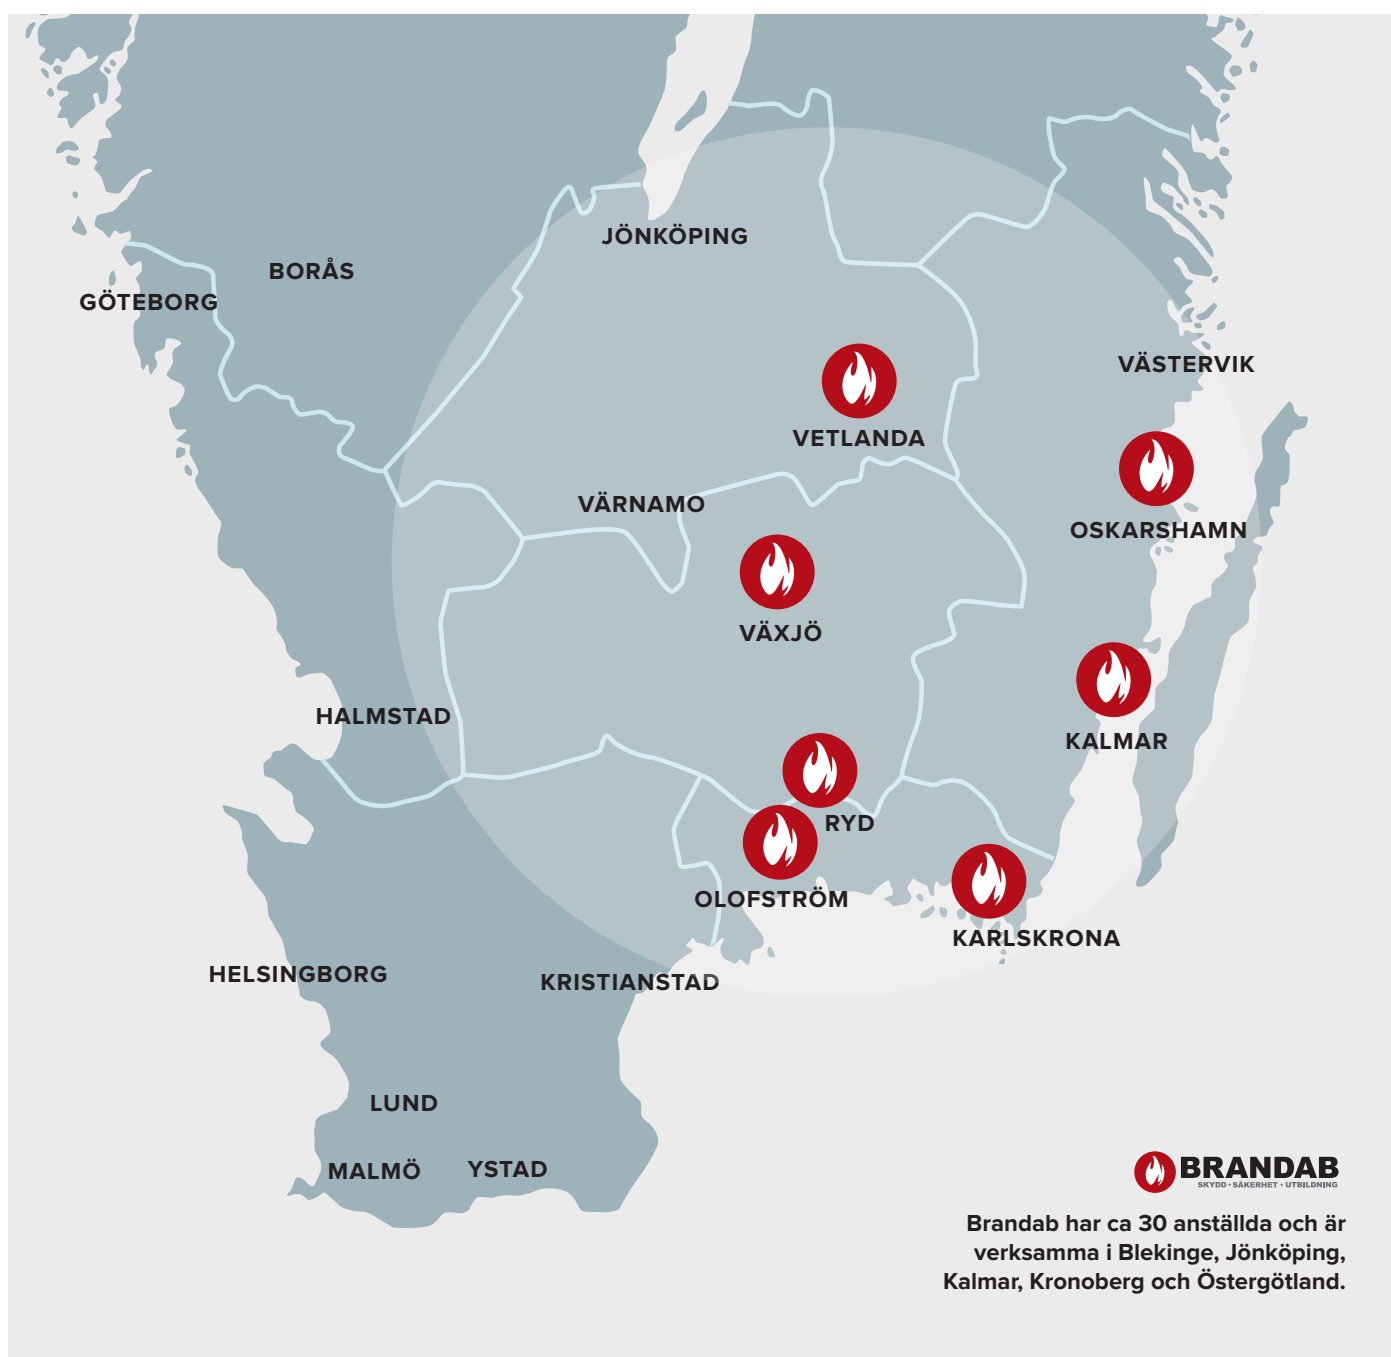 JÖNKÖPING
BORÅS
GÖTEBORG
VÄSTERVIK
VETLANDA
VÄRNAMO
OSKARSHAMN
VÄXJÖ
HALMSTAD
KALMAR
RYD
OLOFSTRÖM
KARLSKRONA
HELSINGBORG
KRISTIANSTAD
LUND
MALMÖ
YSTAD
BRANDAB
SKYDD • SÄKERHET • UTBILDNING
Brandab har ca 30 anställda och är
verksamma i Blekinge, Jönköping,
Kalmar, Kronoberg och Östergötland.